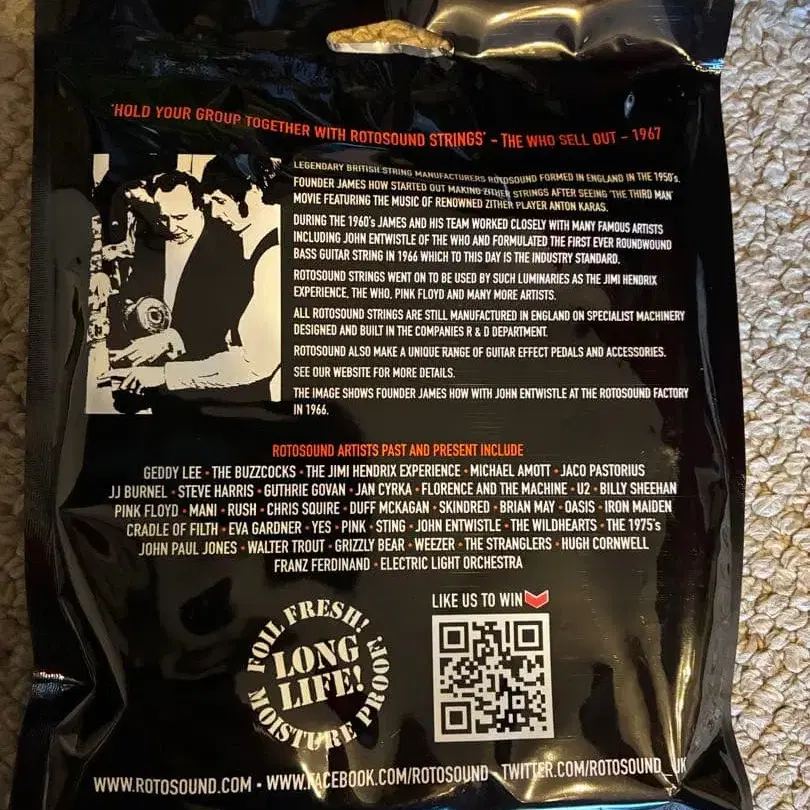 'HOLD YOUR GROUP TOGETHER WITH ROTOSOUND STRINGS' - THE WHO SELL OUT - 1967
LEGENDARY BRITISH STRING MANUFACTURERS ROTOSOUND FORMED IN ENGLAND IN THE 1950's.
FOUNDER JAMES HOW STARTED OUT MAKING ZITHER STRINGS AFTER SEEING 'THE THIRD MAN'
MOVIE FEATURING THE MUSIC OF RENOWNED ZITHER PLAYER ANTON KARAS.
DURING THE 1960's JAMES AND HIS TEAM WORKED CLOSELY WITH MANY FAMOUS ARTISTS
INCLUDING JOHN ENTWISTLE OF THE WHO AND FORMULATED THE FIRST EVER ROUNDWOUND
BASS GUITAR STRING IN 1966 WHICH TO THIS DAY IS THE INDUSTRY STANDARD.
ROTOSOUND STRINGS WENT ON TO BE USED BY SUCH LUMINARIES AS THE JIMI HENDRIX
EXPERIENCE, THE WHO, PINK FLOYD AND MANY MORE ARTISTS.
ALL ROTOSOUND STRINGS ARE STILL MANUFACTURED IN ENGLAND ON SPECIALIST MACHINERY
DESIGNED AND BUILT IN THE COMPANIES R & D DEPARTMENT.
ROTOSOUND ALSO MAKE A UNIQUE RANGE OF GUITAR EFFECT PEDALS AND ACCESSORIES.
SEE OUR WEBSITE FOR MORE DETAILS.
THE IMAGE SHOWS FOUNDER JAMES HOW WITH JOHN ENTWISTLE AT THE ROTOSOUND FACTORY
IN 1966.
ROTOSOUND ARTISTS PAST AND PRESENT INCLUDE
GEDDY LEE • THE BUZZCOCKS • THE JIMI HENDRIX EXPERIENCE • MICHAEL AMOTT • JACO PASTORIUS
JJ BURNEL • STEVE HARRIS • GUTHRIE GOVAN • JAN CYRKA • FLORENCE AND THE MACHINE • U2 • BILLY SHEEHAN
PINK FLOYD • MANI • RUSH • CHRIS SQUIRE • DUFF MCKAGAN • SKINDRED • BRIAN MAY • OASIS • IRON MAIDEN
CRADLE OF FILTH • EVA GARDNER • YES • PINK • STING • JOHN ENTWISTLE • THE WILDHEARTS • THE 1975's
JOHN PAUL JONES • WALTER TROUT • GRIZZLY BEAR • WEEZER • THE STRANGLERS • HUGH CORNWELL
FRANZ FERDINAND • ELECTRIC LIGHT ORCHESTRA
LIKE US TO WIN
FOIL FRESH!
LONG
LIFE!
MOISTURE PROOF!
WWW.ROTOSOUND.COM • WWW.FACEBOOK.COM/ROTOSOUND • TWITTER.COM/ROTOSOUND_UK